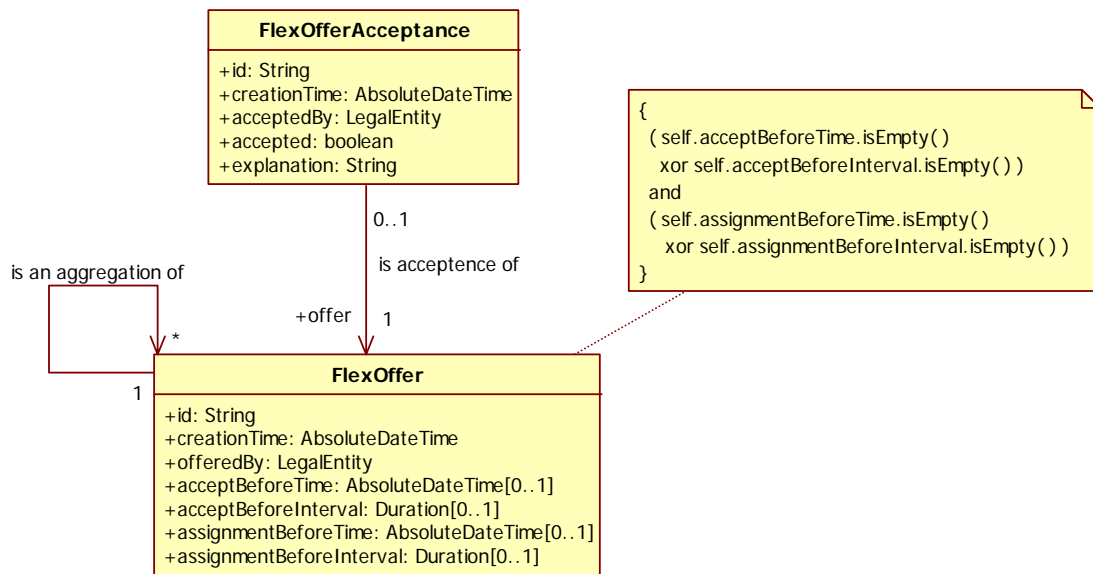 FlexOfferAcceptance
+id: String
+creationTime: AbsoluteDateTime
+acceptedBy: LegalEntity
+accepted: boolean
+explanation: String
{
( self.acceptBeforeTime.isEmpty()
xor self.acceptBeforeInterval.isEmpty( ) )
and
( self.assignmentBeforeTime.isEmpty()
xor self.assignmentBeforeInterval.isEmpty( ) )
}
0..1
is acceptence of
is an aggregation of
+offer
1
*
1
FlexOffer
+id: String
+creationTime: AbsoluteDateTime
+offeredBy: LegalEntity
+acceptBeforeTime: AbsoluteDateTime[0..1]
+acceptBeforeInterval: Duration[0..1]
+assignmentBeforeTime: AbsoluteDateTime[0..1]
+assignmentBeforeInterval: Duration[0..1]